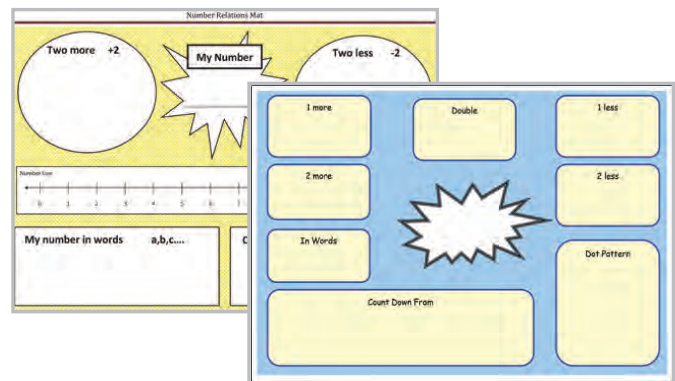 Number Relations Mat
Two more +2
My Number
Two less -2
Number Line
0 1 2 3 4 5 6 7
My number in words a,b,c....
1 more
Double
1 less
2 more
2 less
In Words
Dot Pattern
Count Down From